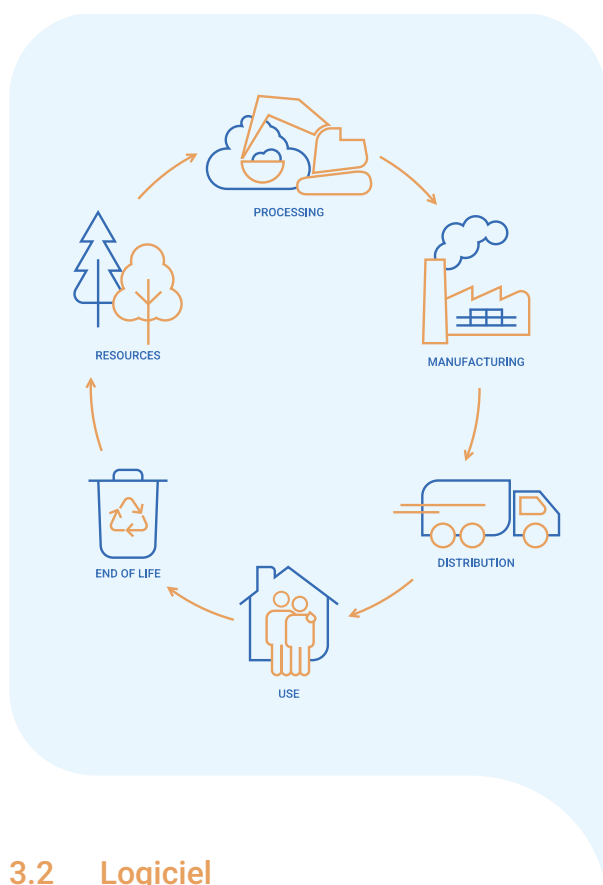 PROCESSING
RESOURCES
MANUFACTURING
END OF LIFE
DISTRIBUTION
USE
3.2 Logiciel